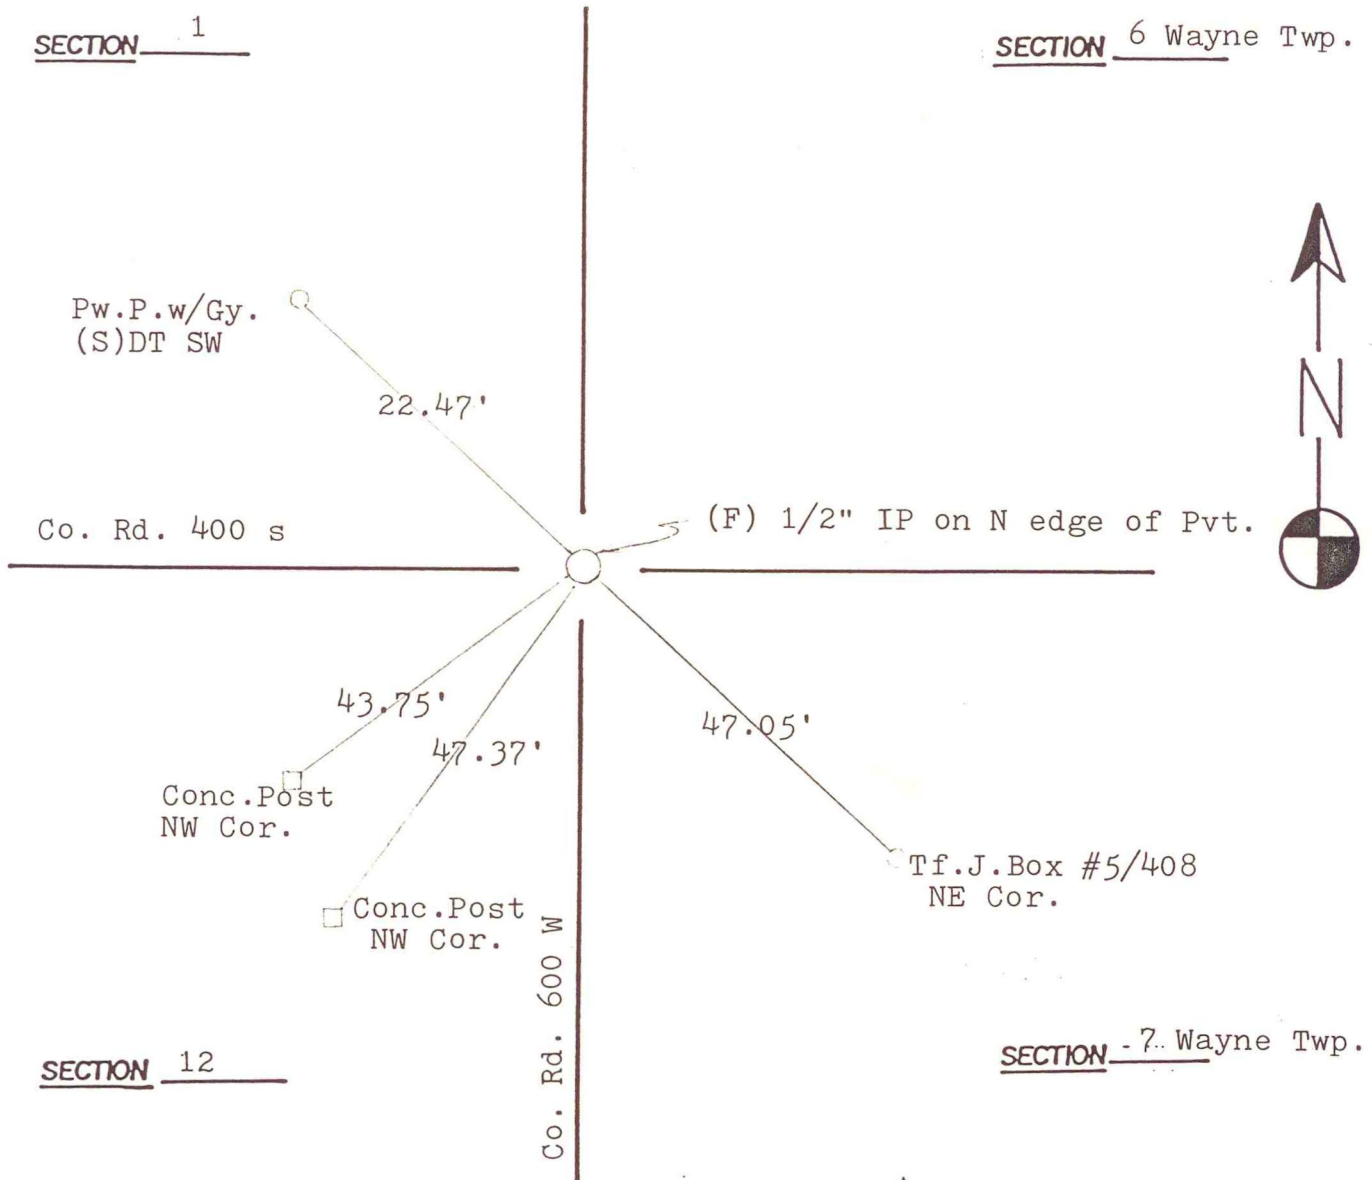 SECTION 1
SECTION 6 Wayne Twp.
Pw.P.w/Gy.
(S)DT SW
22.47'
N
Co. Rd. 400 s
(F) 1/2" IP on N edge of Pvt.
43.75'
47.37'
47.05'
Conc.Post
NW Cor.
Tf.J.Box #5/408
NE Cor.
Conc.Post
NW Cor.
Co. Rd. 600 W
SECTION 12
SECTION 7 Wayne Twp.